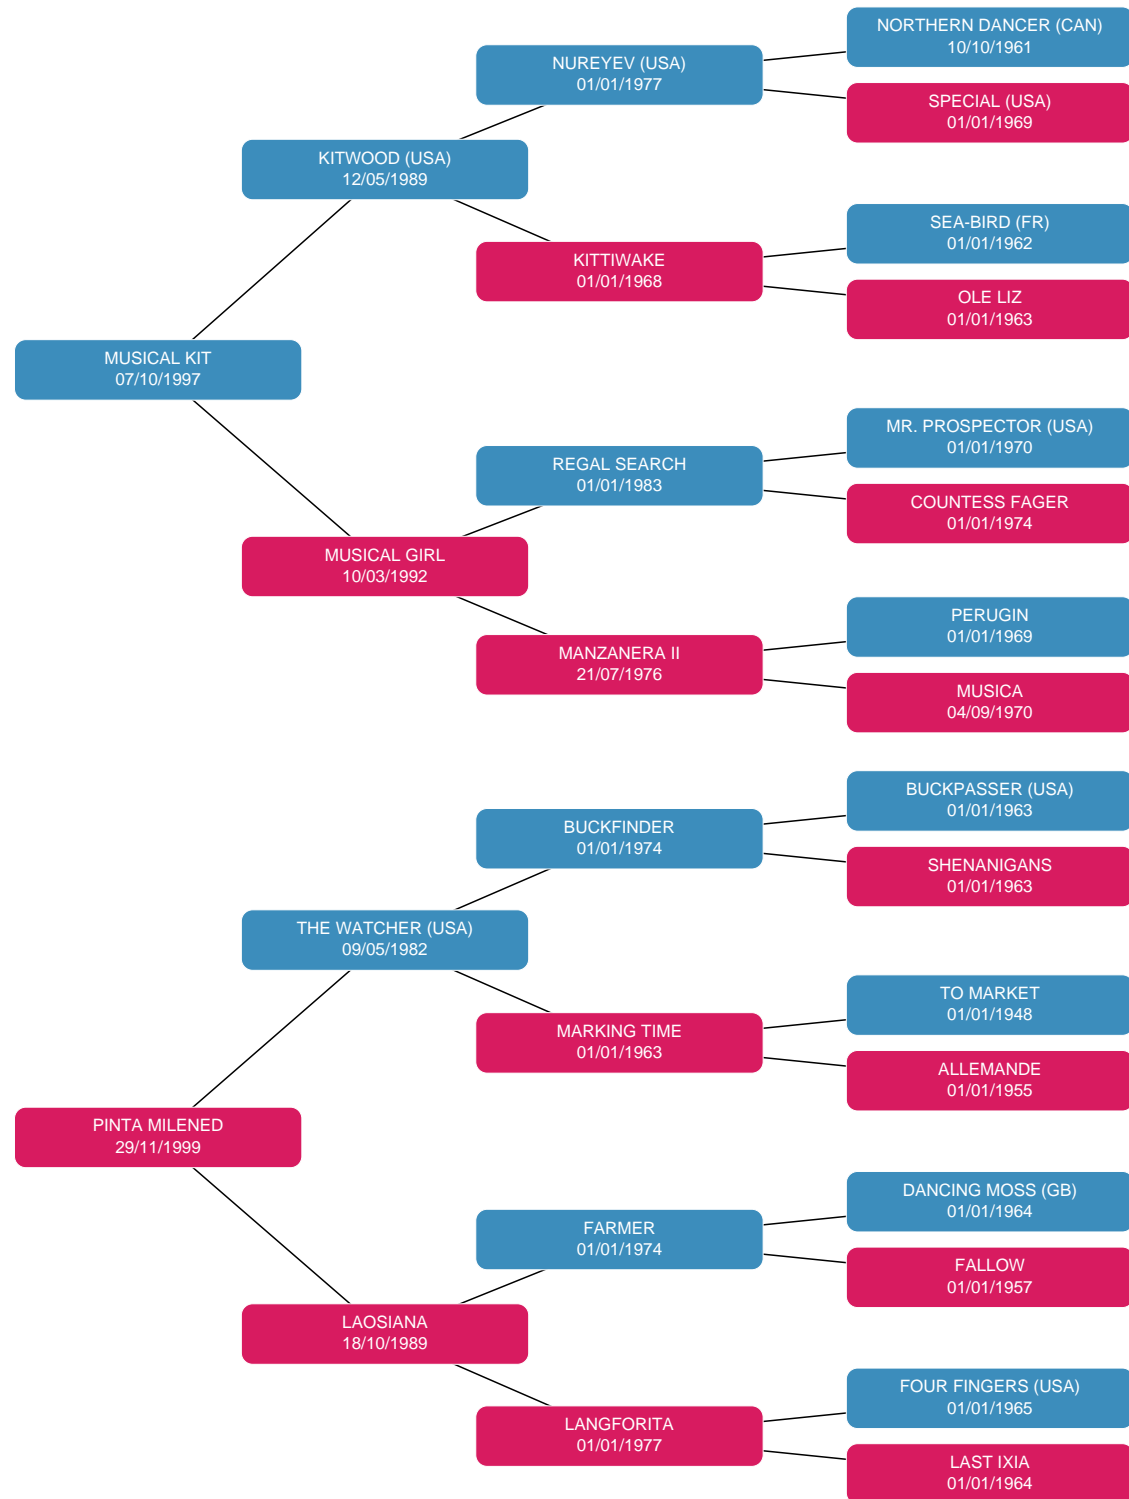 NORTHERN DANCER (CAN)
10/10/1961
NUREYEV (USA)
01/01/1977
SPECIAL (USA)
01/01/1969
KITWOOD (USA)
12/05/1989
SEA-BIRD (FR)
01/01/1962
KITTIWAKE
01/01/1968
OLE LIZ
01/01/1963
MUSICAL KIT
07/10/1997
MR. PROSPECTOR (USA)
01/01/1970
REGAL SEARCH
01/01/1983
COUNTESS FAGER
01/01/1974
MUSICAL GIRL
10/03/1992
PERUGIN
01/01/1969
MANZANERA II
21/07/1976
MUSICA
04/09/1970
BUCKPASSER (USA)
01/01/1963
BUCKFINDER
01/01/1974
SHENANIGANS
01/01/1963
THE WATCHER (USA)
09/05/1982
TO MARKET
01/01/1948
MARKING TIME
01/01/1963
ALLEMANDE
01/01/1955
PINTA MILENED
29/11/1999
DANCING MOSS (GB)
01/01/1964
FARMER
01/01/1974
FALLOW
01/01/1957
LAOSIANA
18/10/1989
FOUR FINGERS (USA)
01/01/1965
LANGFORITA
01/01/1977
LAST IXIA
01/01/1964